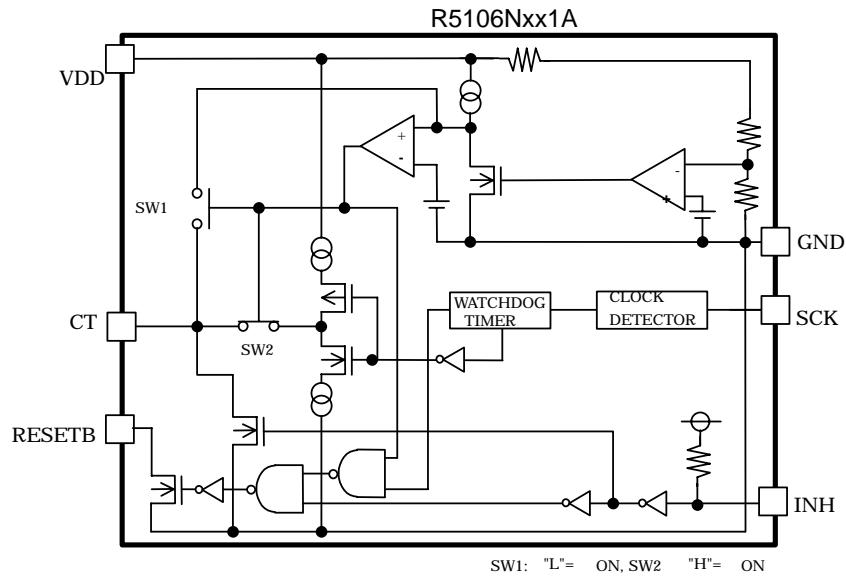 R5106Nxx1A
VDD
+
-
-
+
SW1
GND
CT
SW2
WATCHDOG
TIMER
CLOCK
DETECTOR
SCK
RESETB
INH
SW1: "L"= ON, SW2 "H"= ON